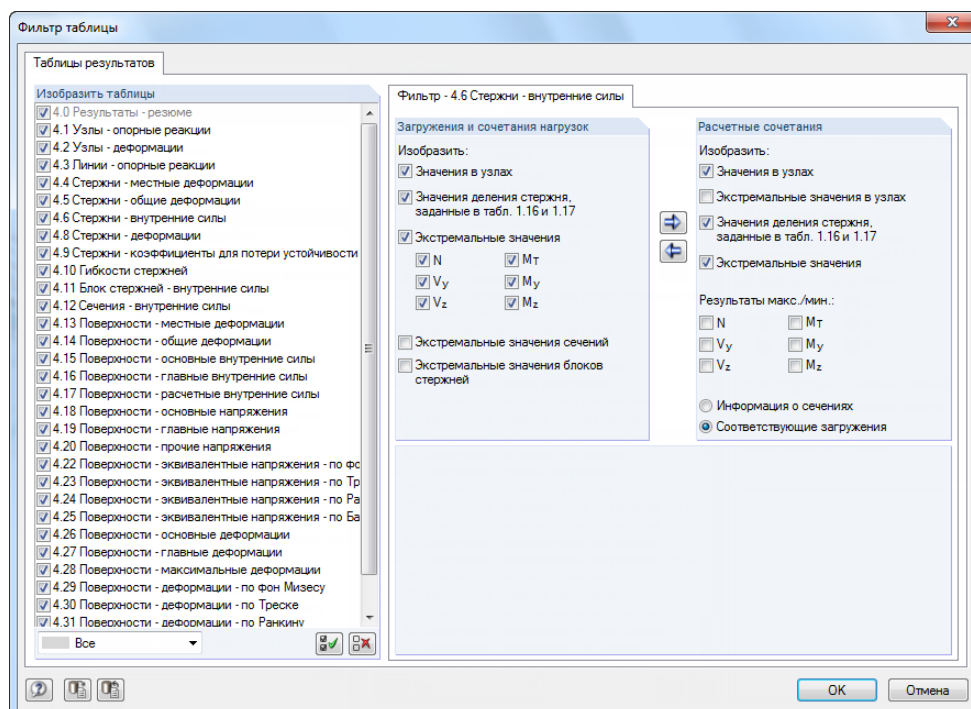 Фильтр таблицы
Таблицы результатов
Изобразить таблицы
4.0 Результаты - резюме
4.1 Узлы - опорные реакции
4.2 Узлы - деформации
4.3 Линии - опорные реакции
4.4 Стержни - местные деформации
4.5 Стержни - общие деформации
4.6 Стержни - внутренние силы
4.8 Стержни - деформации
4.9 Стержни - коэффициенты для потери устойчивости
4.10 Гибкости стержней
4.11 Блок стержней - внутренние силы
4.12 Сечения - внутренние силы
4.13 Поверхности - местные деформации
4.14 Поверхности - общие деформации
4.15 Поверхности - основные внутренние силы
4.16 Поверхности - главные внутренние силы
4.17 Поверхности - расчетные внутренние силы
4.18 Поверхности - основные напряжения
4.19 Поверхности - главные напряжения
4.20 Поверхности - прочие напряжения
4.22 Поверхности - эквивалентные напряжения - по фо
4.23 Поверхности - эквивалентные напряжения - по Тр
4.24 Поверхности - эквивалентные напряжения - по Ра
4.25 Поверхности - эквивалентные напряжения - по Ба
4.26 Поверхности - основные деформации
4.27 Поверхности - главные деформации
4.28 Поверхности - максимальные деформации
4.29 Поверхности - деформации - по фон Мизесу
4.30 Поверхности - деформации - по Треске
4.31 Поверхности - деформации - по Ранкину
Все
Фильтр - 4.6 Стержни - внутренние силы
Загружения и сочетания нагрузок
Изобразить:
Значения в узлах
Значения деления стержня,
заданные в табл. 1.16 и 1.17
Экстремальные значения
N MT
Vy My
Vz Mz
Экстремальные значения сечений
Экстремальные значения блоков
стержней
Расчетные сочетания
Изобразить:
Значения в узлах
Экстремальные значения в узлах
Значения деления стержня,
заданные в табл. 1.16 и 1.17
Экстремальные значения
Результаты макс./мин.:
N MT
Vy My
Vz Mz
Информация о сечениях
Соответствующие загружения
OK Отмена